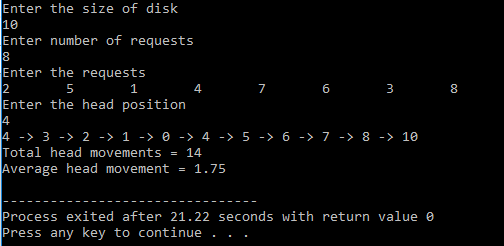 Enter the size of disk
10
Enter number of requests
8
Enter the requests
2 5 1 4 7 6 3 8
Enter the head position
4
4 -> 3 -> 2 -> 1 -> 0 -> 4 -> 5 -> 6 -> 7 -> 8 -> 10
Total head movements = 14
Average head movement = 1.75
--------------------------------
Process exited after 21.22 seconds with return value 0
Press any key to continue . . .